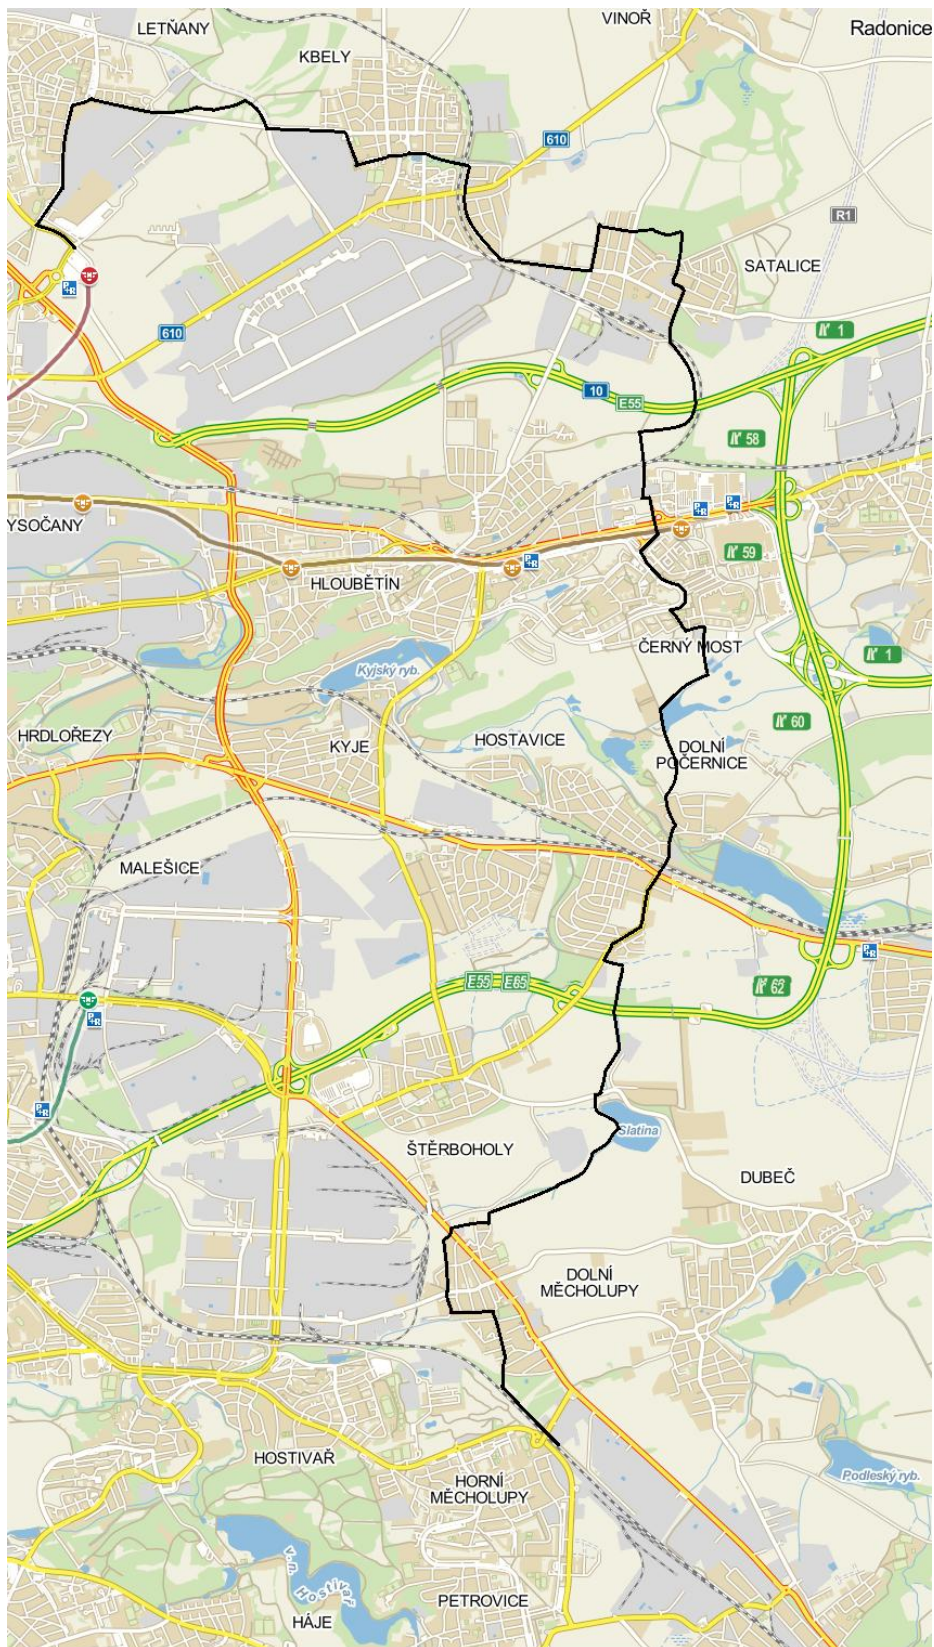 LETŇANY
VINOŘ
Radonice
KBELY
610
R1
SATALICE
P+R
610
1
10
E55
58
P+R
P+R
YSOČANY
59
P+R
HLOUBĚTÍN
ČERNÝ MOST
1
Kyjský ryb.
60
HRDLOŘEZY
KYJE
HOSTAVICE
DOLNÍ
POČERNICE
MALEŠICE
P+R
E55
E65
62
P+R
P+R
Slatina
ŠTĚRBOHOLY
DUBEČ
DOLNÍ
MĚCHOLUPY
HOSTIVAŘ
HORNÍ
MĚCHOLUPY
Podleský ryb.
v.n. Hostivař
PETROVICE
HÁJE